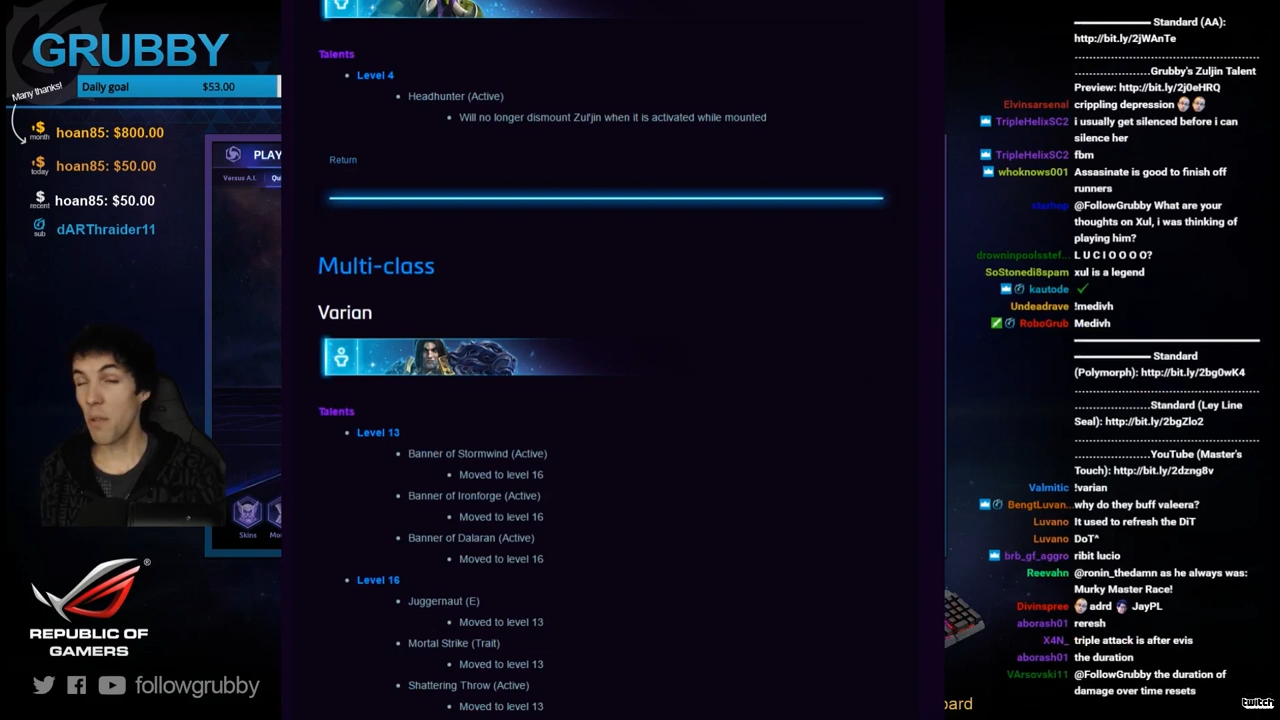 GRUBBY
Many thanks!
Daily goal $53.00
$ month hoan85: $800.00
$ today hoan85: $50.00
$ recent hoan85: $50.00
sub dARThraider11
PLAY
Versus A.I. Qui
Skins Mo
REPUBLIC OF
GAMERS
®
followgrubby
Talents
Level 4
Headhunter (Active)
Will no longer dismount Zul'jin when it is activated while mounted
Return
Multi-class
Varian
Talents
Level 13
Banner of Stormwind (Active)
Moved to level 16
Banner of Ironforge (Active)
Moved to level 16
Banner of Dalaran (Active)
Moved to level 16
Level 16
Juggernaut (E)
Moved to level 13
Mortal Strike (Trait)
Moved to level 13
Shattering Throw (Active)
Moved to level 13
Standard (AA):
http://bit.ly/2jWAnTe
.....................Grubby's Zuljin Talent
Preview: http://bit.ly/2j0eHRQ
Elvinsarsenal crippling depression
TripleHelixSC2 i usually get silenced before i can
silence her
TripleHelixSC2 fbm
whoknows001 Assasinate is good to finish off
runners
@FollowGrubby What are your
thoughts on Xul, i was thinking of
playing him?
drowninpoolsstef... L U C I O O O O?
SoStonedi8spam xul is a legend
kautode
Undeadrave !medivh
RoboGrub Medivh
Standard
(Polymorph): http://bit.ly/2bg0wK4
.....................Standard (Ley Line
Seal): http://bit.ly/2bgZlo2
.....................YouTube (Master's
Touch): http://bit.ly/2dzng8v
Valmitic !varian
BengtLuvan... why do they buff valeera?
Luvano It used to refresh the DiT
Luvano DoT^
brb_gf_aggro ribit lucio
Reevahn @ronin_thedamn as he always was:
Murky Master Race!
Divinspree adrd JayPL
aborash01 reresh
X4N_ triple attack is after evis
aborash01 the duration
VArsovski11 @FollowGrubby the duration of
damage over time resets
oard
twitch